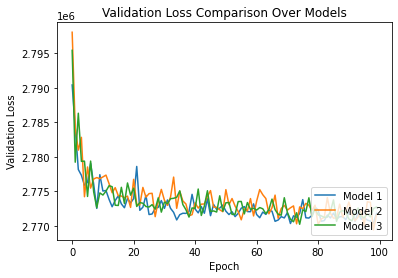 Validation Loss Comparison Over Models
1e6
2.795
2.790
2.785
2.780
2.775
2.770
Validation Loss
0
20
40
60
80
100
Epoch
Model 1
Model 2
Model 3